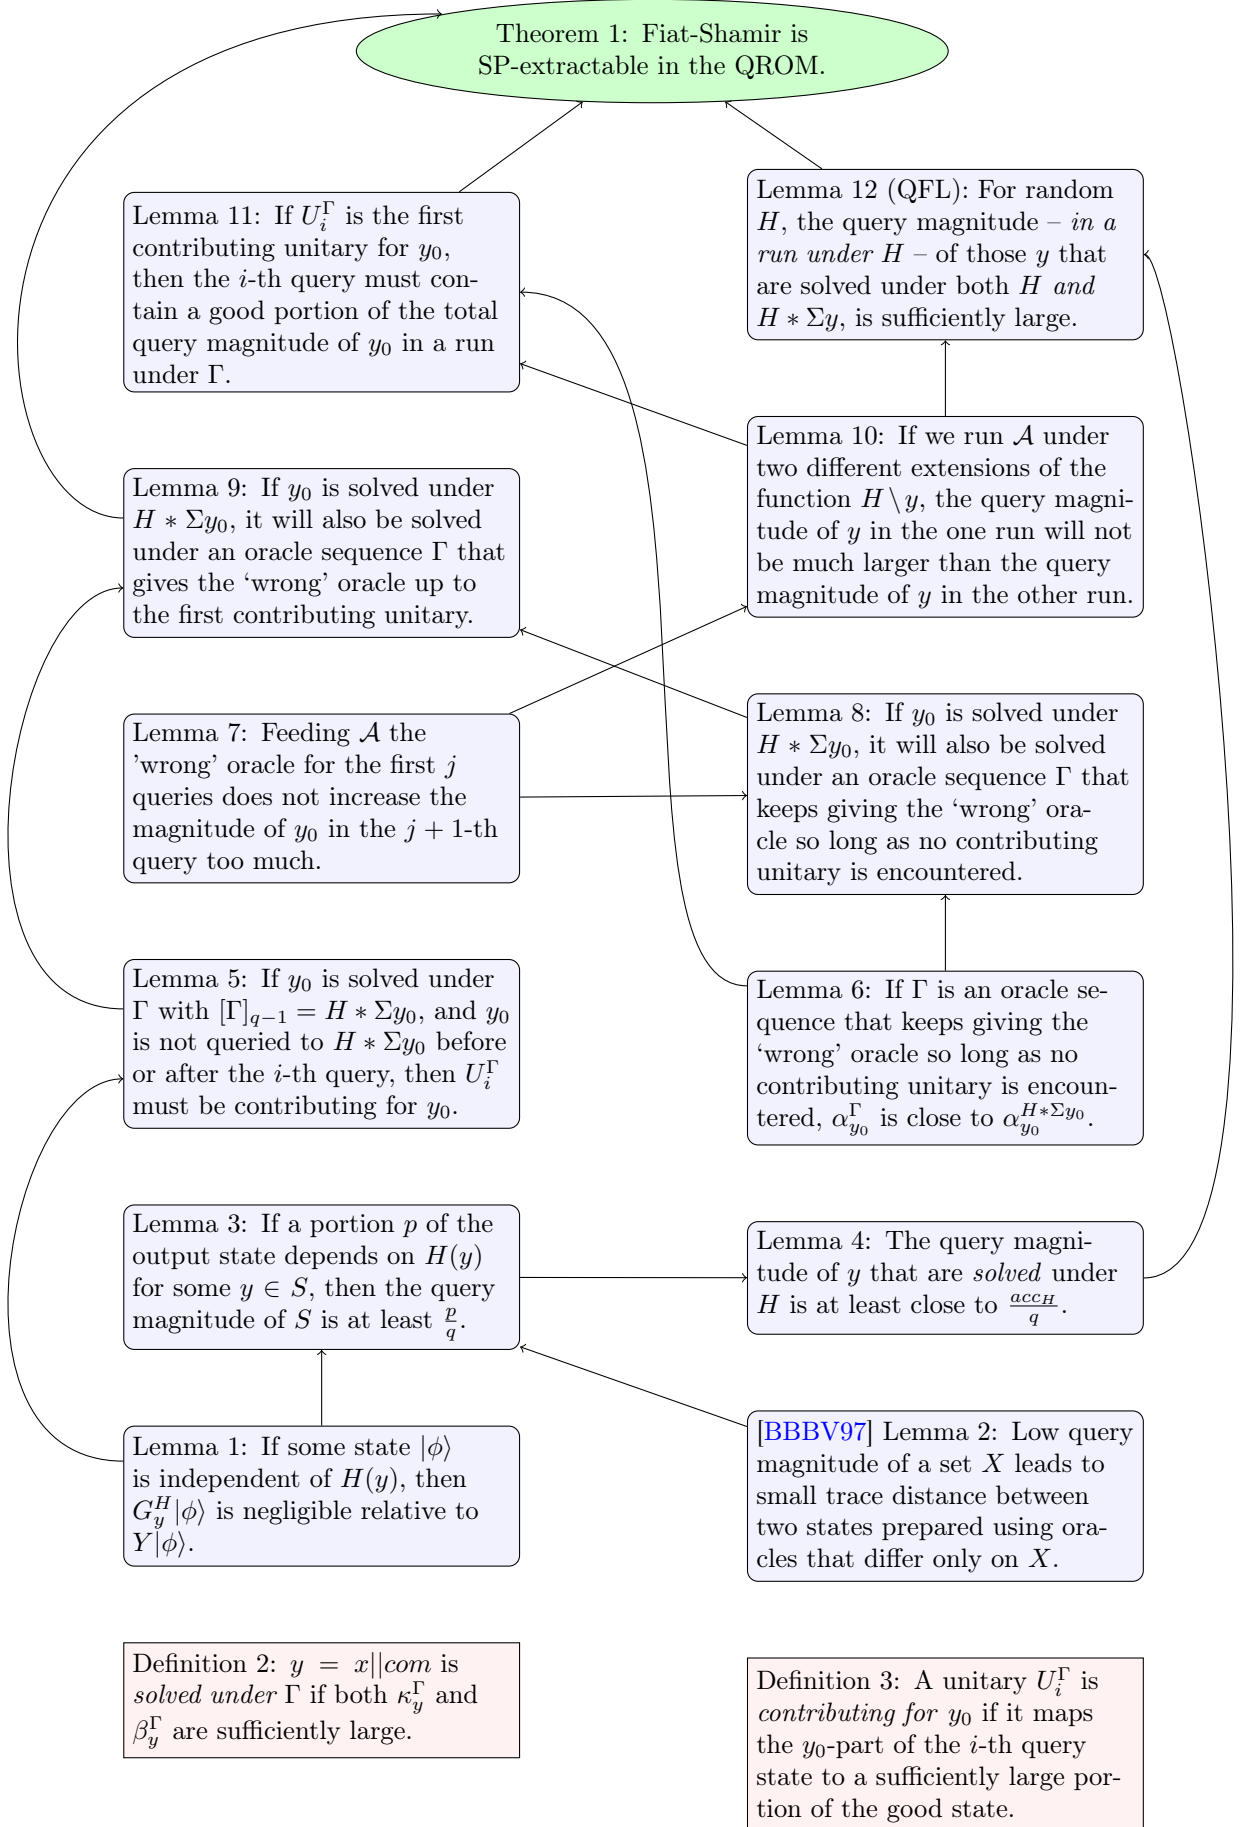 Theorem 1: Fiat-Shamir is
SP-extractable in the QROM.
Lemma 11: If $U_i^\Gamma$ is the first
contributing unitary for $y_0$,
then the $i$-th query must con-
tain a good portion of the total
query magnitude of $y_0$ in a run
under Γ.
Lemma 12 (QFL): For random
$H$, the query magnitude – in a
run under $H$ – of those $y$ that
are solved under both $H$ and
$H * \Sigma y$, is sufficiently large.
Lemma 10: If we run $\mathcal{A}$ under
two different extensions of the
function $H \setminus y$, the query magni-
tude of $y$ in the one run will not
be much larger than the query
magnitude of $y$ in the other run.
Lemma 9: If $y_0$ is solved under
$H * \Sigma y_0$, it will also be solved
under an oracle sequence Γ that
gives the ‘wrong’ oracle up to
the first contributing unitary.
Lemma 7: Feeding $\mathcal{A}$ the
'wrong' oracle for the first $j$
queries does not increase the
magnitude of $y_0$ in the $j + 1$-th
query too much.
Lemma 8: If $y_0$ is solved under
$H * \Sigma y_0$, it will also be solved
under an oracle sequence Γ that
keeps giving the ‘wrong’ ora-
cle so long as no contributing
unitary is encountered.
Lemma 5: If $y_0$ is solved under
Γ with $[\Gamma]_{q-1} = H * \Sigma y_0$, and $y_0$
is not queried to $H * \Sigma y_0$ before
or after the $i$-th query, then $U_i^\Gamma$
must be contributing for $y_0$.
Lemma 6: If Γ is an oracle se-
quence that keeps giving the
‘wrong’ oracle so long as no
contributing unitary is encoun-
tered, $\alpha_{y_0}^\Gamma$ is close to $\alpha_{y_0}^{H*\Sigma y_0}$.
Lemma 3: If a portion $p$ of the
output state depends on $H(y)$
for some $y \in S$, then the query
magnitude of $S$ is at least $\frac{p}{q}$.
Lemma 4: The query magni-
tude of $y$ that are solved under
$H$ is at least close to $\frac{acc_H}{q}$.
Lemma 1: If some state $|\phi\rangle$
is independent of $H(y)$, then
$G_y^H|\phi\rangle$ is negligible relative to
$Y|\phi\rangle$.
[BBBV97] Lemma 2: Low query
magnitude of a set $X$ leads to
small trace distance between
two states prepared using ora-
cles that differ only on $X$.
Definition 2: $y = x||com$ is
solved under Γ if both $\kappa_y^\Gamma$ and
$\beta_y^\Gamma$ are sufficiently large.
Definition 3: A unitary $U_i^\Gamma$ is
contributing for $y_0$ if it maps
the $y_0$-part of the $i$-th query
state to a sufficiently large por-
tion of the good state.